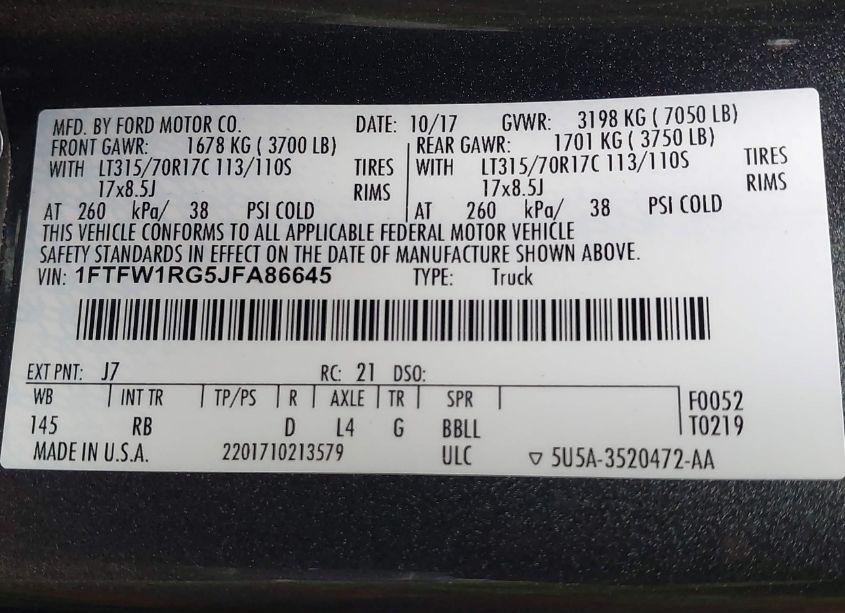 MFD. BY FORD MOTOR CO. DATE: 10/17 GVWR: 3198 KG ( 7050 LB)
FRONT GAWR: 1678 KG ( 3700 LB) REAR GAWR: 1701 KG ( 3750 LB)
WITH LT315/70R17C 113/110S TIRES WITH LT315/70R17C 113/110S TIRES
17x8.5J RIMS 17x8.5J RIMS
AT 260 kPa/ 38 PSI COLD AT 260 kPa/ 38 PSI COLD
THIS VEHICLE CONFORMS TO ALL APPLICABLE FEDERAL MOTOR VEHICLE
SAFETY STANDARDS IN EFFECT ON THE DATE OF MANUFACTURE SHOWN ABOVE.
VIN: 1FTFW1RG5JFA86645 TYPE: Truck
EXT PNT: J7 RC: 21 DSO:
WB INT TR TP/PS R AXLE TR SPR F0052
145 RB D L4 G BBLL T0219
MADE IN U.S.A. 2201710213579 ULC ▽ 5U5A-3520472-AA